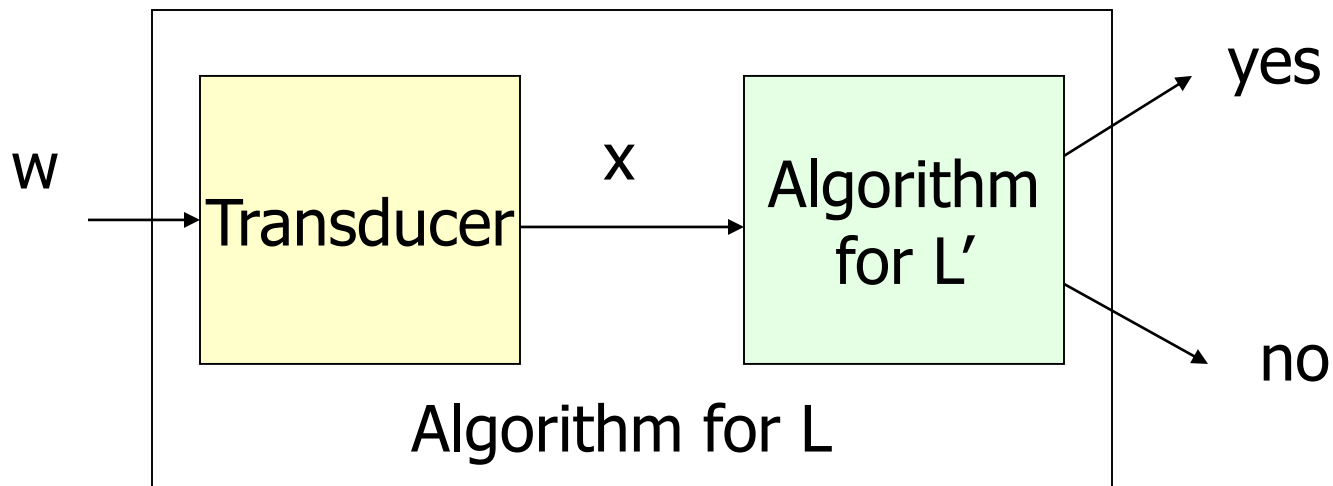 w
Transducer
x
Algorithm
for L’
yes
no
Algorithm for L